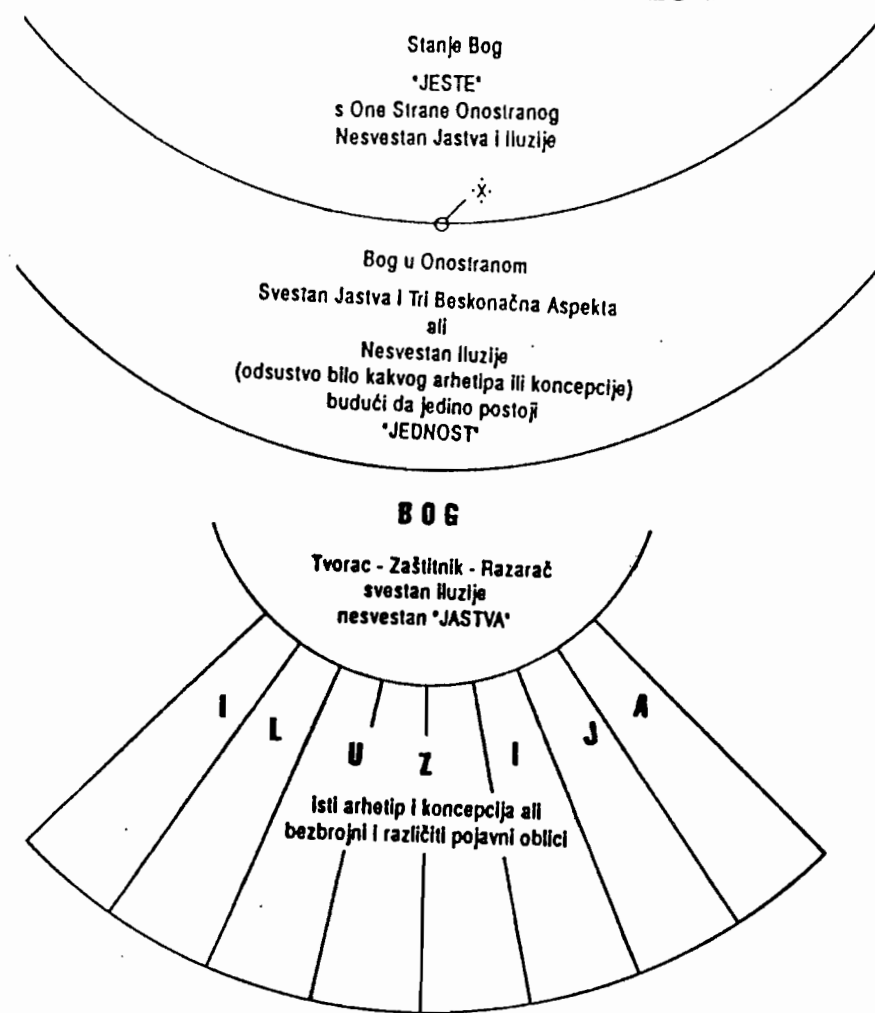 Stanje Bog
"JESTE"
s One Strane Onostranog
Nesvestan Jastva i Iluzije
·x·
Bog u Onostranom
Svestan Jastva i Tri Beskonačna Aspekta
ali
Nesvestan Iluzije
(odsustvo bilo kakvog arhetipa ili koncepcije)
budući da jedino postoji
"JEDNOST"
BOG
Tvorac - Zaštitnik - Razarač
svestan Iluzije
nesvestan "JASTVA"
I L U Z I J A
isti arhetip i koncepcija ali
bezbrojni i različiti pojavni oblici